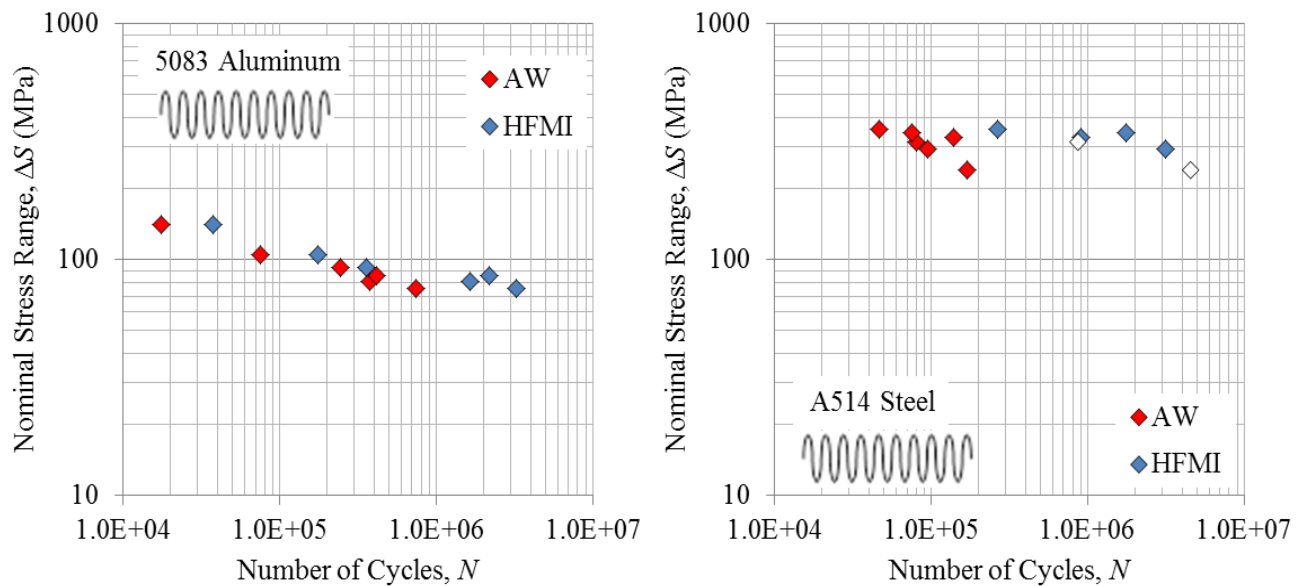 1000
100
10
Nominal Stress Range, ΔS (MPa)
5083 Aluminum
AW
HFMI
1.0E+04 1.0E+05 1.0E+06 1.0E+07
Number of Cycles, N
1000
100
10
Nominal Stress Range, ΔS (MPa)
A514 Steel
AW
HFMI
1.0E+04 1.0E+05 1.0E+06 1.0E+07
Number of Cycles, N